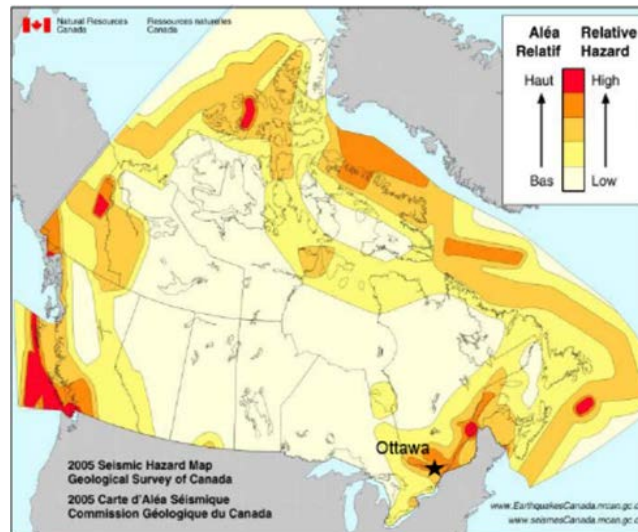 Natural Resources Ressources naturelles
Canada Canada
Aléa Relative
Relatif Hazard
Haut High
Bas Low
Ottawa
2005 Seismic Hazard Map
Geological Survey of Canada
2005 Carte d'Aléa Séismique
Commission Géologique du Canada
www.EarthquakesCanada.nrcan.gc.c
www.seismesCanada.rncan.gc.c